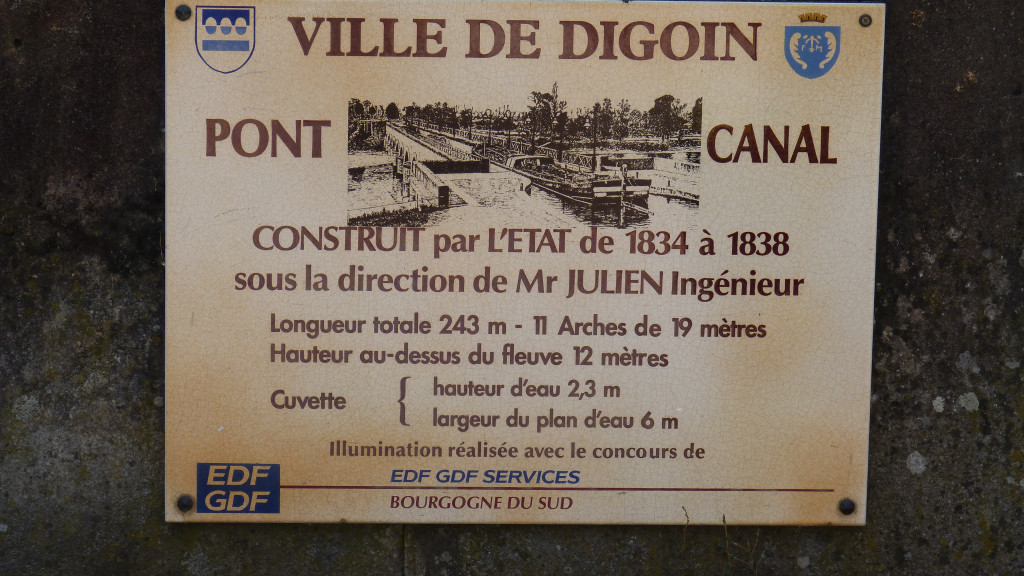 VILLE DE DIGOIN
PONT CANAL
CONSTRUIT par L'ETAT de 1834 à 1838
sous la direction de Mr JULIEN Ingénieur
Longueur totale 243 m - 11 Arches de 19 mètres
Hauteur au-dessus du fleuve 12 mètres
Cuvette { hauteur d'eau 2,3 m
largeur du plan d'eau 6 m
Illumination réalisée avec le concours de
EDF
GDF
EDF GDF SERVICES
BOURGOGNE DU SUD